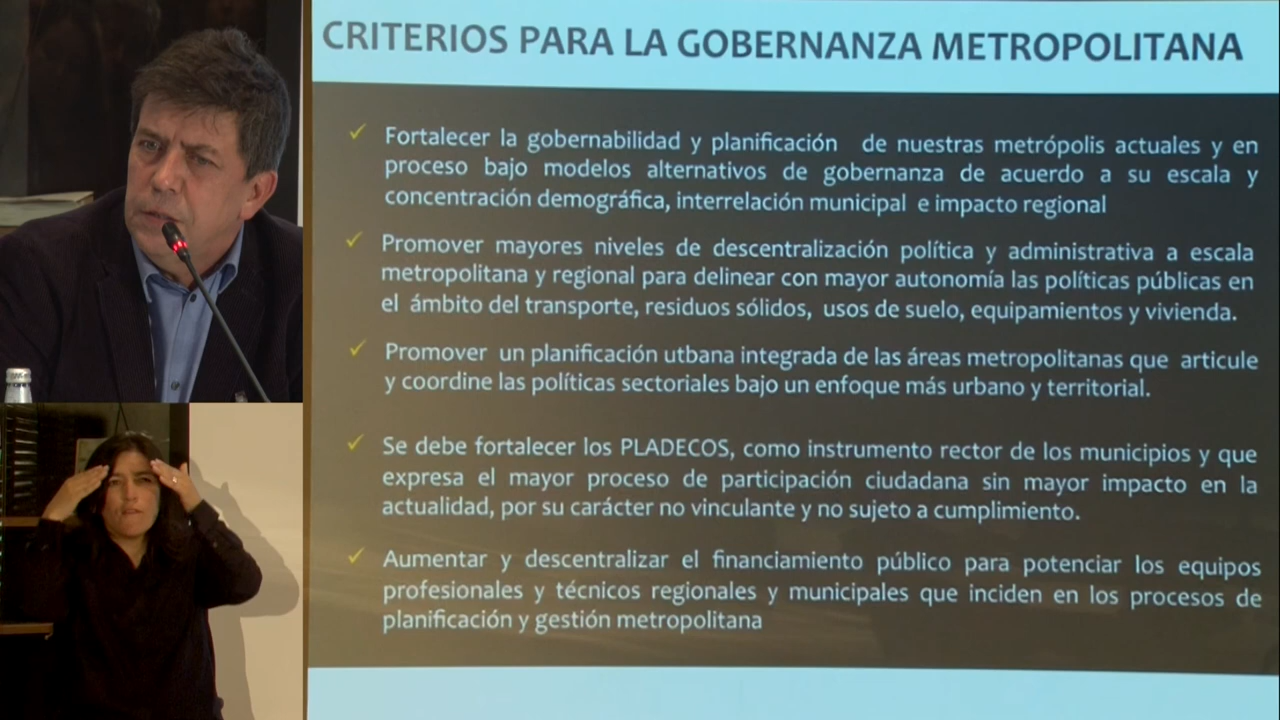 CRITERIOS PARA LA GOBERNANZA METROPOLITANA
Fortalecer la gobernabilidad y planificación de nuestras metrópolis actuales y en
proceso bajo modelos alternativos de gobernanza de acuerdo a su escala y
concentración demográfica, interrelación municipal e impacto regional
Promover mayores niveles de descentralización política y administrativa a escala
metropolitana y regional para delinear con mayor autonomía las políticas públicas en
el ámbito del transporte, residuos sólidos, usos de suelo, equipamientos y vivienda.
Promover un planificación utbana integrada de las áreas metropolitanas que articule
y coordine las políticas sectoriales bajo un enfoque más urbano y territorial.
Se debe fortalecer los PLADECOS, como instrumento rector de los municipios y que
expresa el mayor proceso de participación ciudadana sin mayor impacto en la
actualidad, por su carácter no vinculante y no sujeto a cumplimiento.
Aumentar y descentralizar el financiamiento público para potenciar los equipos
profesionales y técnicos regionales y municipales que inciden en los procesos de
planificación y gestión metropolitana